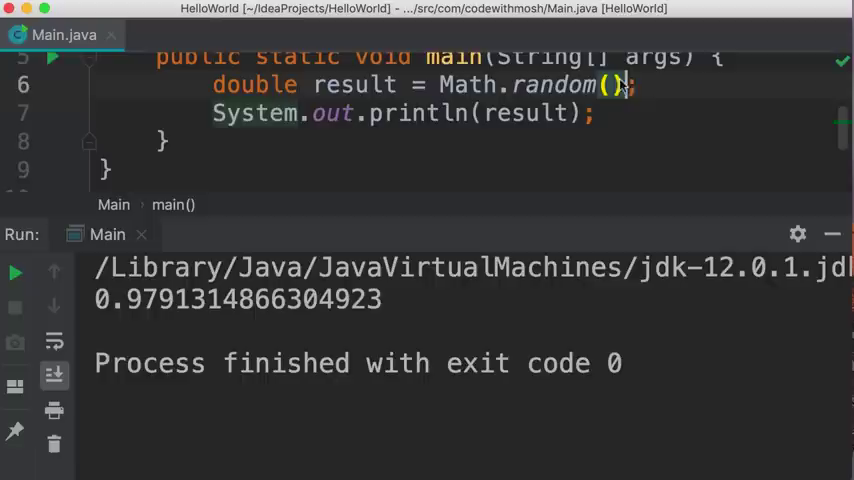 HelloWorld [~/IdeaProjects/HelloWorld] - .../src/com/codewithmosh/Main.java [HelloWorld]
Main.java
5 public static void main(String[] args) {
6 double result = Math.random();
7 System.out.println(result);
8 }
9 }
Main main()
Run: Main
/Library/Java/JavaVirtualMachines/jdk-12.0.1.jd
0.9791314866304923
Process finished with exit code 0